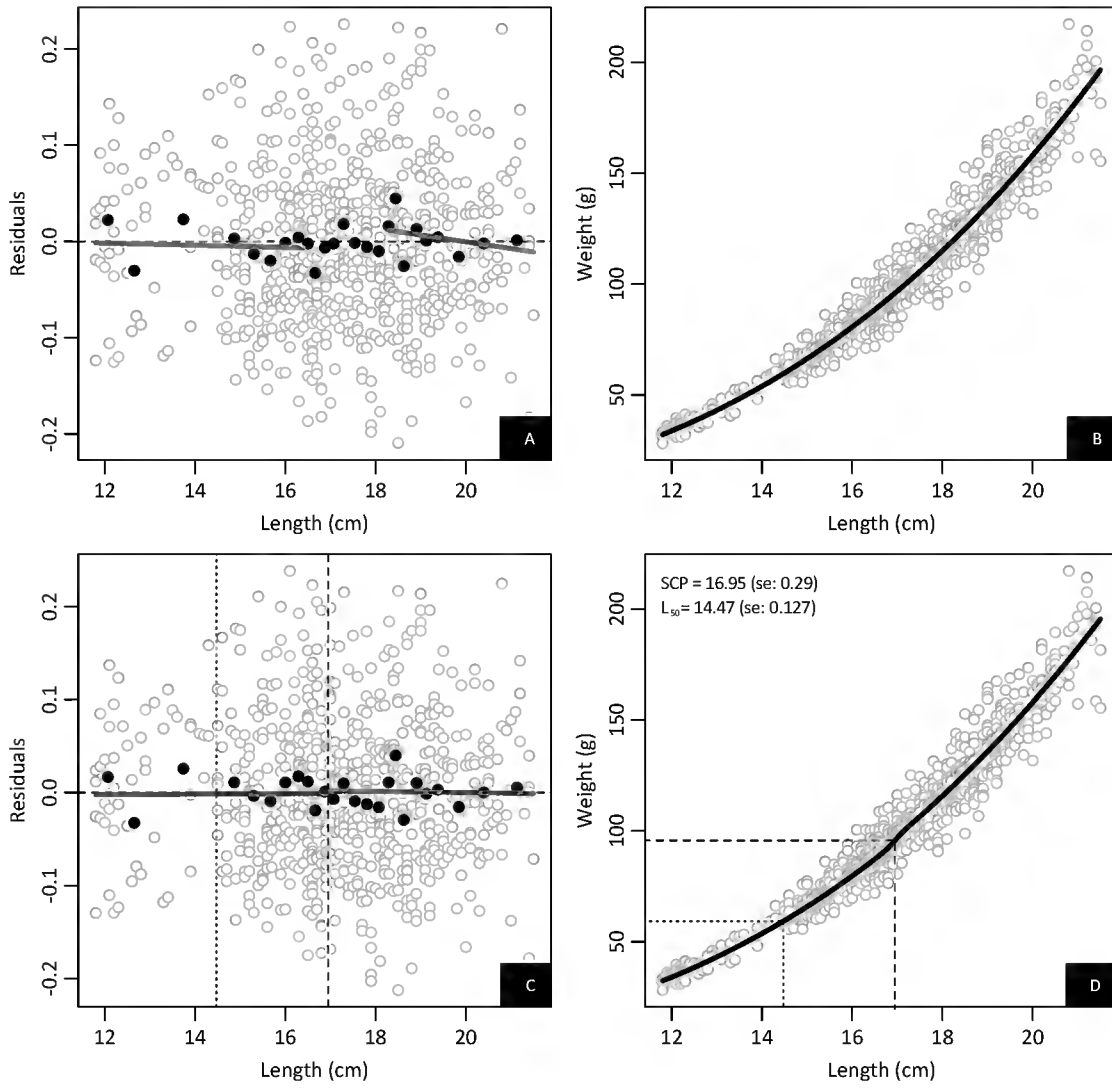 0.2
0.1
0.0
-0.1
-0.2
Residuals
12
14
16
18
20
Length (cm)
A
200
150
100
50
Weight (g)
12
14
16
18
20
Length (cm)
B
0.2
0.1
0.0
-0.1
-0.2
Residuals
12
14
16
18
20
Length (cm)
C
SCP = 16.95 (se: 0.29)
L50= 14.47 (se: 0.127)
200
150
100
50
Weight (g)
12
14
16
18
20
Length (cm)
D